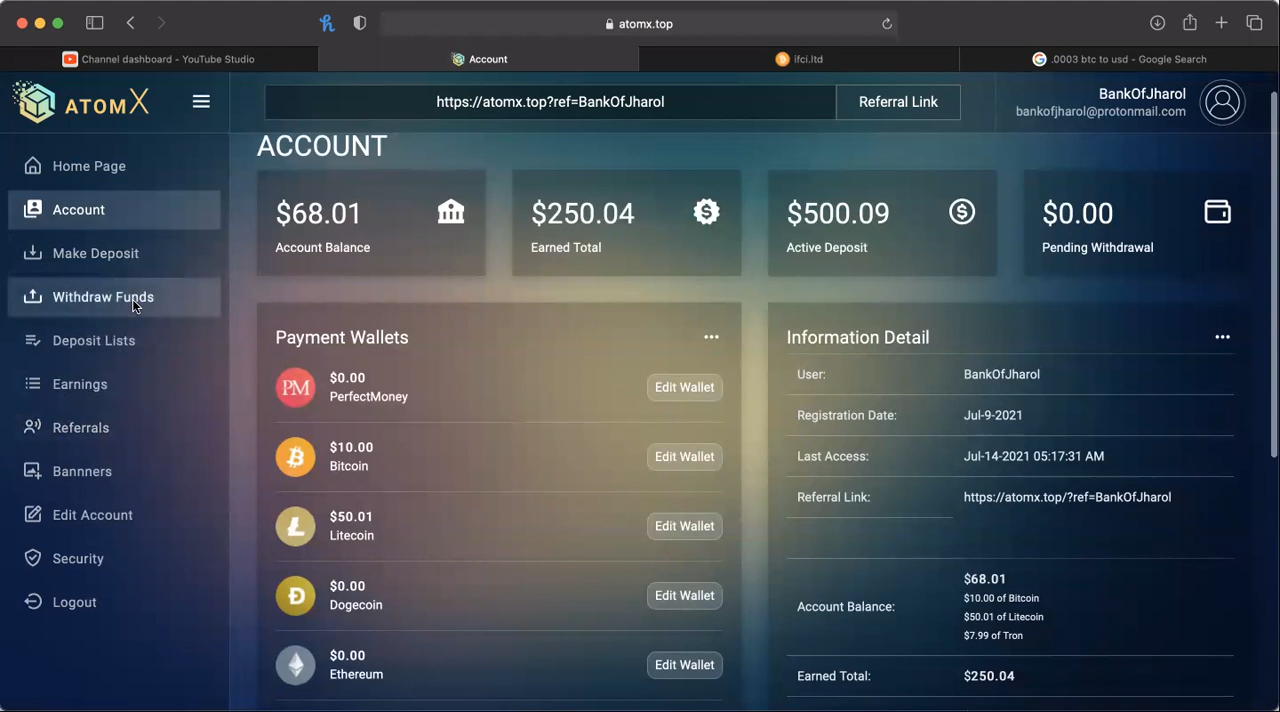 atomx.top
Channel dashboard - YouTube Studio
Account
ifci.ltd
.0003 btc to usd - Google Search
ATOMX
https://atomx.top?ref=BankOfJharol
Referral Link
BankOfJharol
bankofjharol@protonmail.com
Home Page
Account
Make Deposit
Withdraw Funds
Deposit Lists
Earnings
Referrals
Bannners
Edit Account
Security
Logout
ACCOUNT
$68.01
Account Balance
$250.04
Earned Total
$500.09
Active Deposit
$0.00
Pending Withdrawal
Payment Wallets
PM
$0.00
PerfectMoney
Edit Wallet
$10.00
Bitcoin
Edit Wallet
$50.01
Litecoin
Edit Wallet
$0.00
Dogecoin
Edit Wallet
$0.00
Ethereum
Edit Wallet
Information Detail
User: BankOfJharol
Registration Date: Jul-9-2021
Last Access: Jul-14-2021 05:17:31 AM
Referral Link: https://atomx.top/?ref=BankOfJharol
Account Balance:
$68.01
$10.00 of Bitcoin
$50.01 of Litecoin
$7.99 of Tron
Earned Total: $250.04